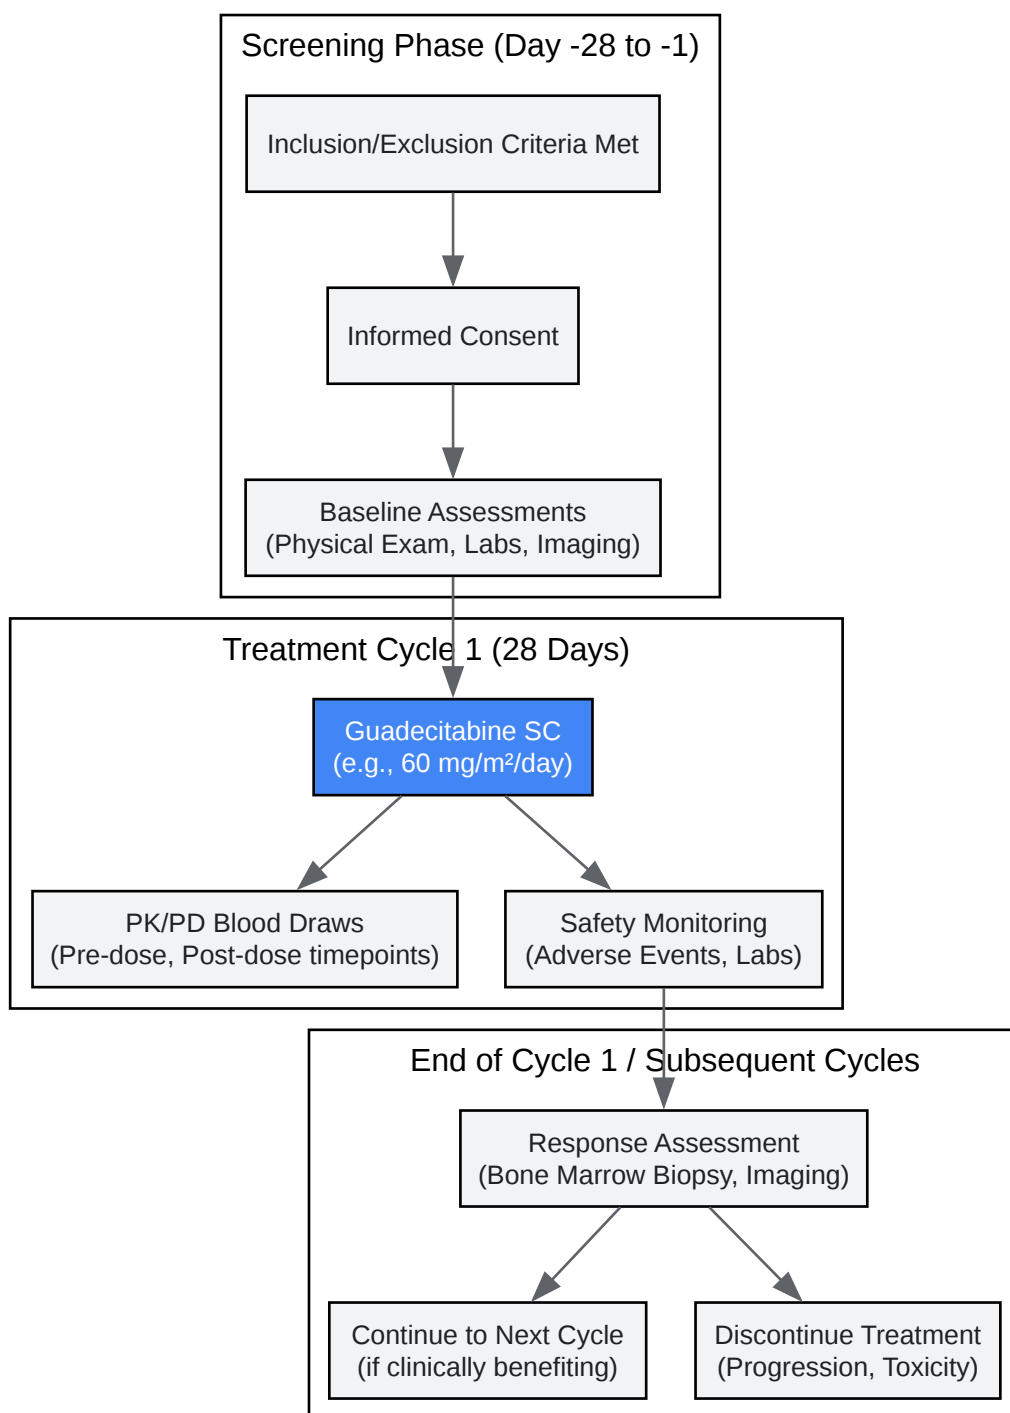 Screening Phase (Day -28 to -1)
Inclusion/Exclusion Criteria Met
Informed Consent
Baseline Assessments
(Physical Exam, Labs, Imaging)
Treatment Cycle 1 (28 Days)
Guadecitabine SC
(e.g., 60 mg/m²/day)
PK/PD Blood Draws
(Pre-dose, Post-dose timepoints)
Safety Monitoring
(Adverse Events, Labs)
End of Cycle 1 / Subsequent Cycles
Response Assessment
(Bone Marrow Biopsy, Imaging)
Continue to Next Cycle
(if clinically benefiting)
Discontinue Treatment
(Progression, Toxicity)